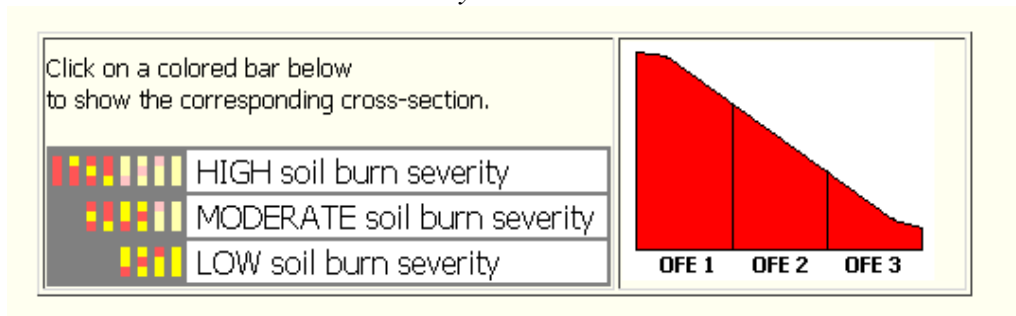 Click on a colored bar below
to show the corresponding cross-section.
HIGH soil burn severity
MODERATE soil burn severity
LOW soil burn severity
OFE 1 OFE 2 OFE 3